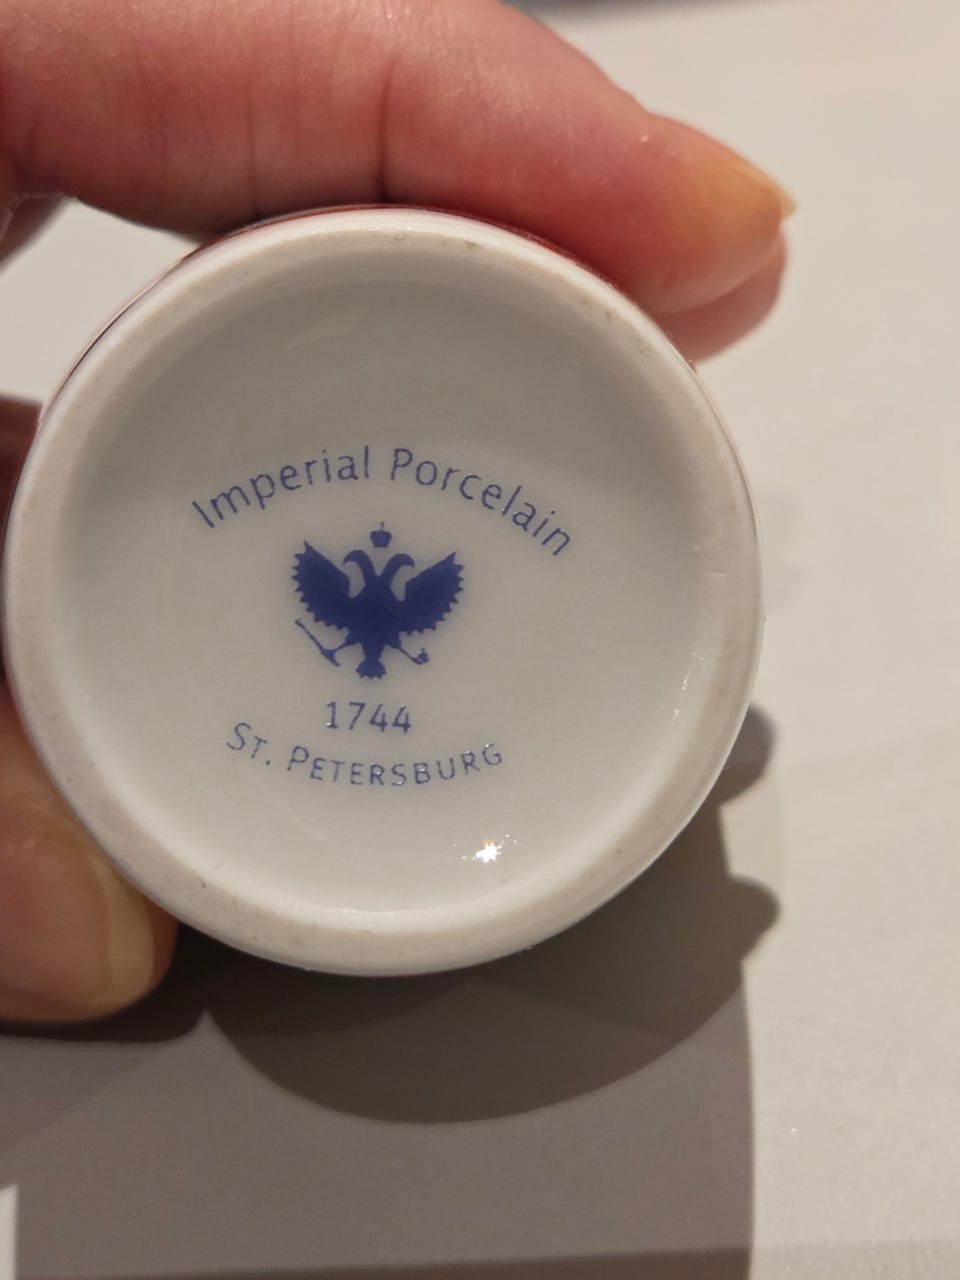 Imperial Porcelain
1744
ST. PETERSBURG